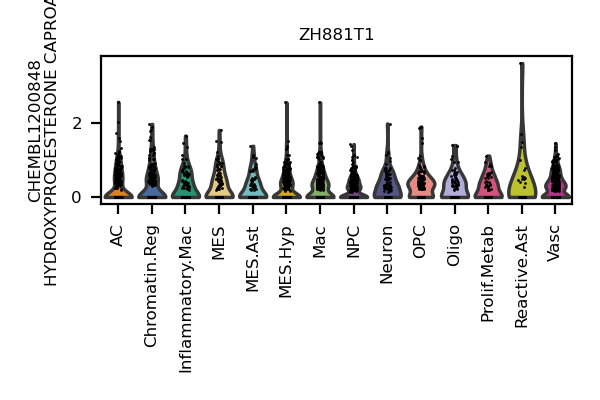 ZH881T1
CHEMBL1200848
HYDROXYPROGESTERONE
2
0
AC
Chromatin.Reg
Inflammatory.Mac
MES
MES.Ast
MES.Hyp
Mac
NPC
Neuron
OPC
Oligo
Prolif.Metab
Reactive.Ast
Vasc